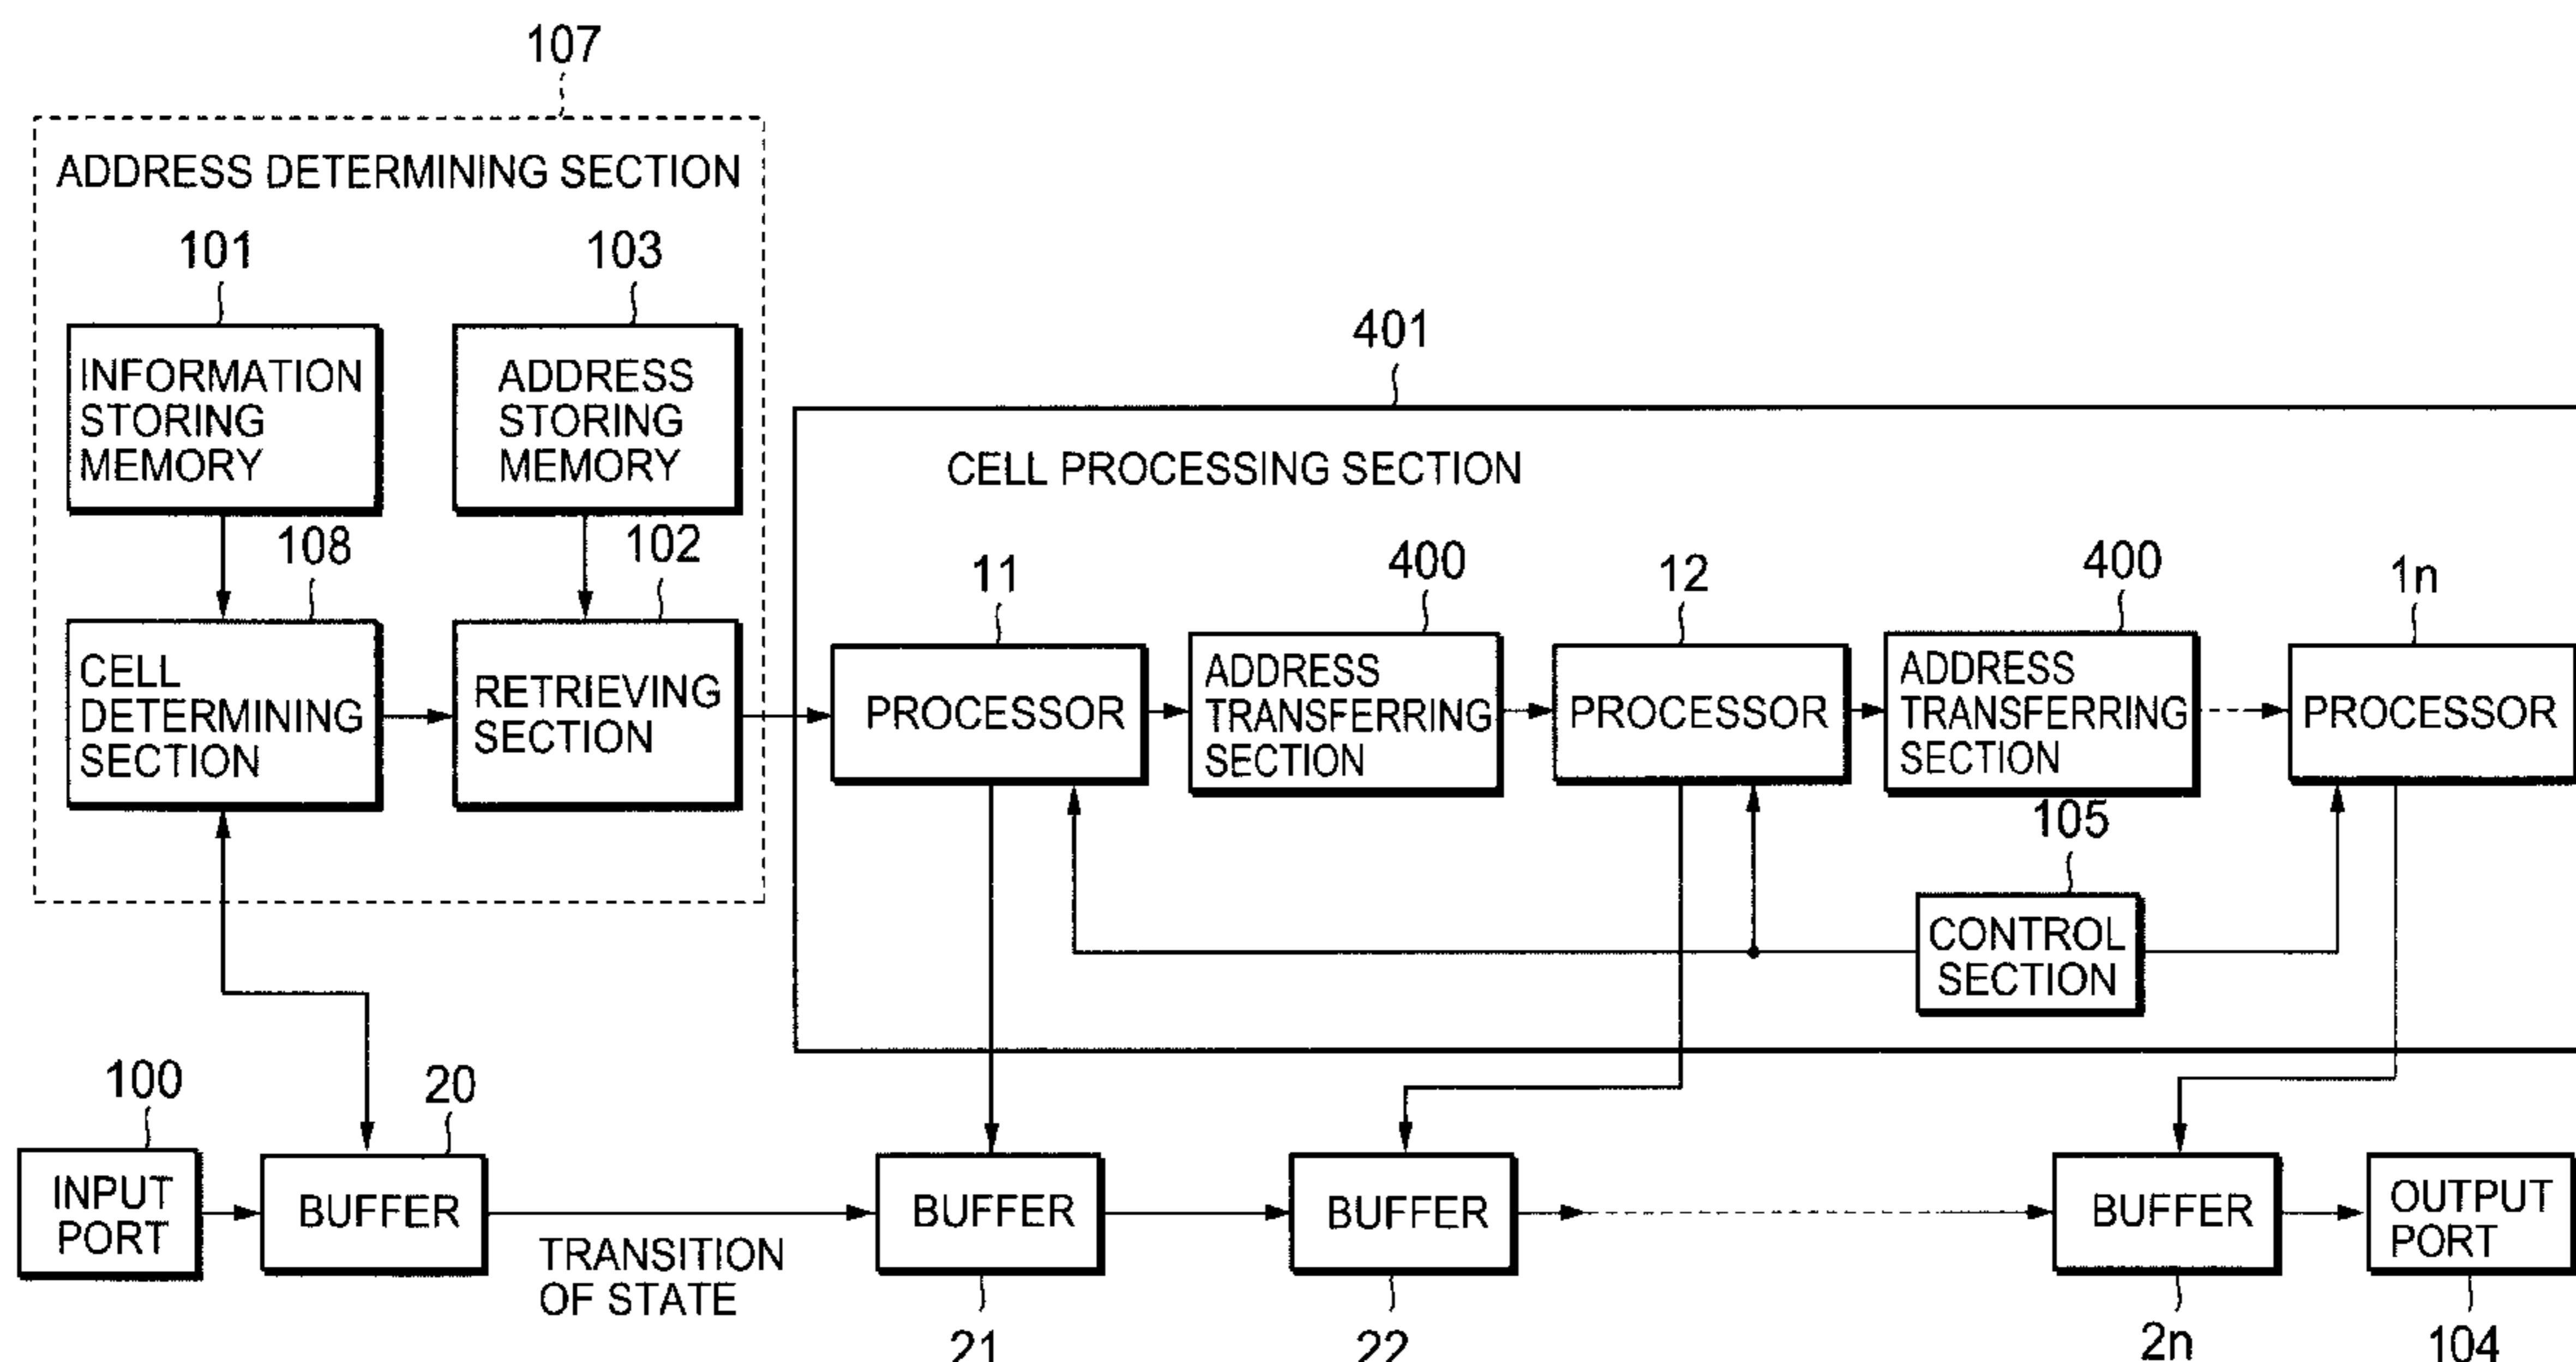 107
ADDRESS DETERMINING SECTION
101
103
INFORMATION
STORING
MEMORY
ADDRESS
STORING
MEMORY
108
102
CELL
DETERMINING
SECTION
RETRIEVING
SECTION
401
CELL PROCESSING SECTION
11
400
12
400
1n
PROCESSOR
ADDRESS
TRANSFERRING
SECTION
PROCESSOR
ADDRESS
TRANSFERRING
SECTION
PROCESSOR
105
CONTROL
SECTION
100
20
INPUT
PORT
BUFFER
TRANSITION
OF STATE
BUFFER
BUFFER
BUFFER
OUTPUT
PORT
21
22
2n
104